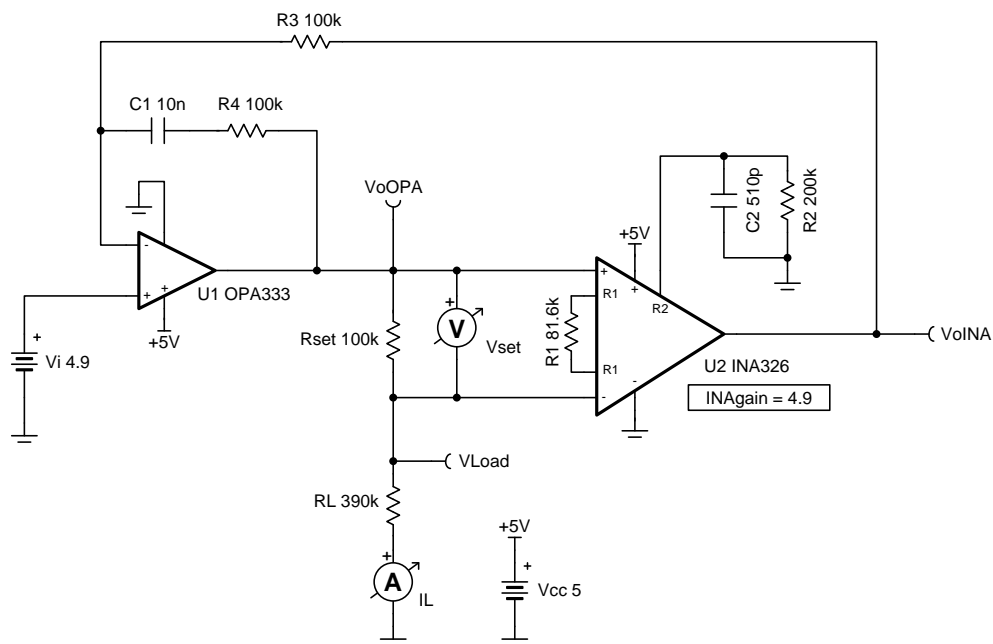 R3 100k
C1 10n
R4 100k
VoOPA
C2 510p
R2 200k
+5V
-
+
+
U1 OPA333
+5V
+
Vi 4.9
Rset 100k
+
V
Vset
+
R1
R1 81.6k
R1
-
+
R2
-
U2 INA326
VoINA
INAgain = 4.9
VLoad
RL 390k
+
A
IL
+5V
+
Vcc 5